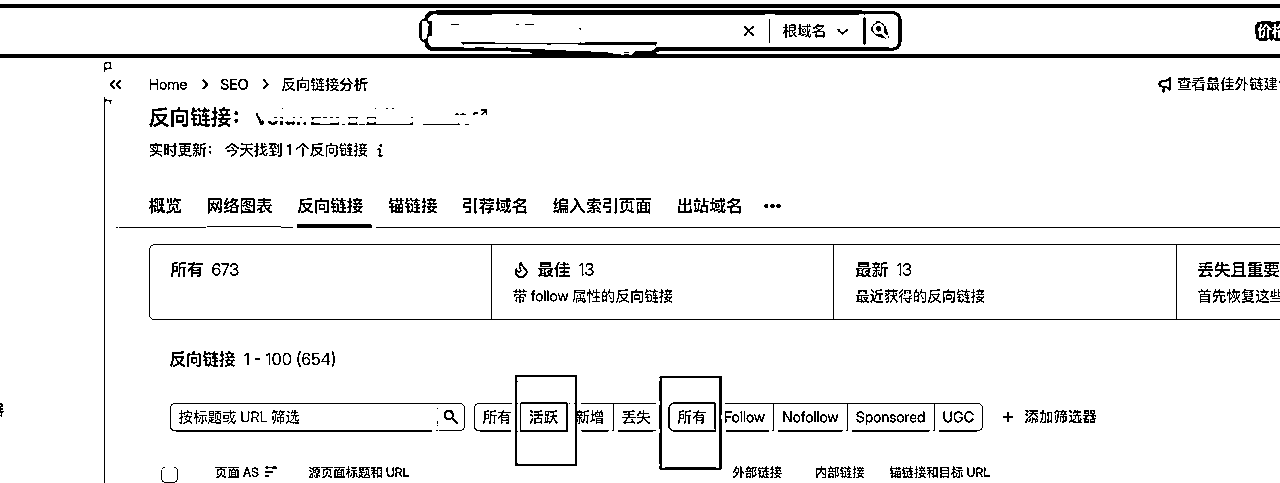 根域名
价格
Home > SEO > 反向链接分析
查看最佳外链建
反向链接：
实时更新： 今天找到 1 个反向链接 i
概览 网络图表 反向链接 锚链接 引荐域名 编入索引页面 出站域名 •••
所有 673
最佳 13
带 follow 属性的反向链接
最新 13
最近获得的反向链接
丢失且重要
首先恢复这些
反向链接 1 - 100 (654)
按标题或 URL 筛选 所有 活跃 新增 丢失 所有 Follow Nofollow Sponsored UGC + 添加筛选器
页面 AS 源页面标题和 URL 外部链接 内部链接 锚链接和目标 URL